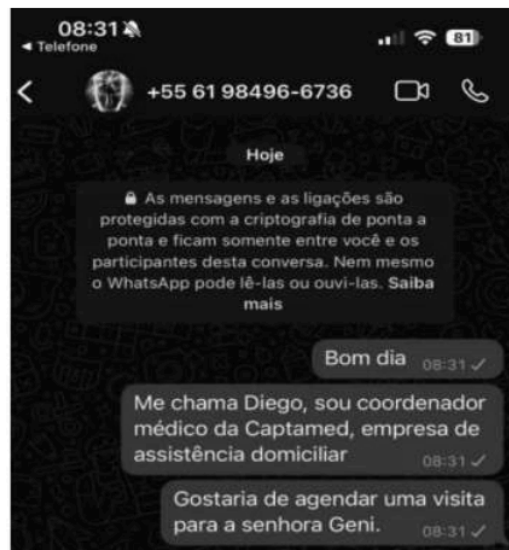 08:31
◄ Telefone
81
+55 61 98496-6736
Hoje
As mensagens e as ligações são
protegidas com a criptografia de ponta a
ponta e ficam somente entre você e os
participantes desta conversa. Nem mesmo
o WhatsApp pode lê-las ou ouvi-las. Saiba
mais
Bom dia 08:31
Me chama Diego, sou coordenador
médico da Captamed, empresa de
assistência domiciliar 08:31
Gostaria de agendar uma visita
para a senhora Geni. 08:31